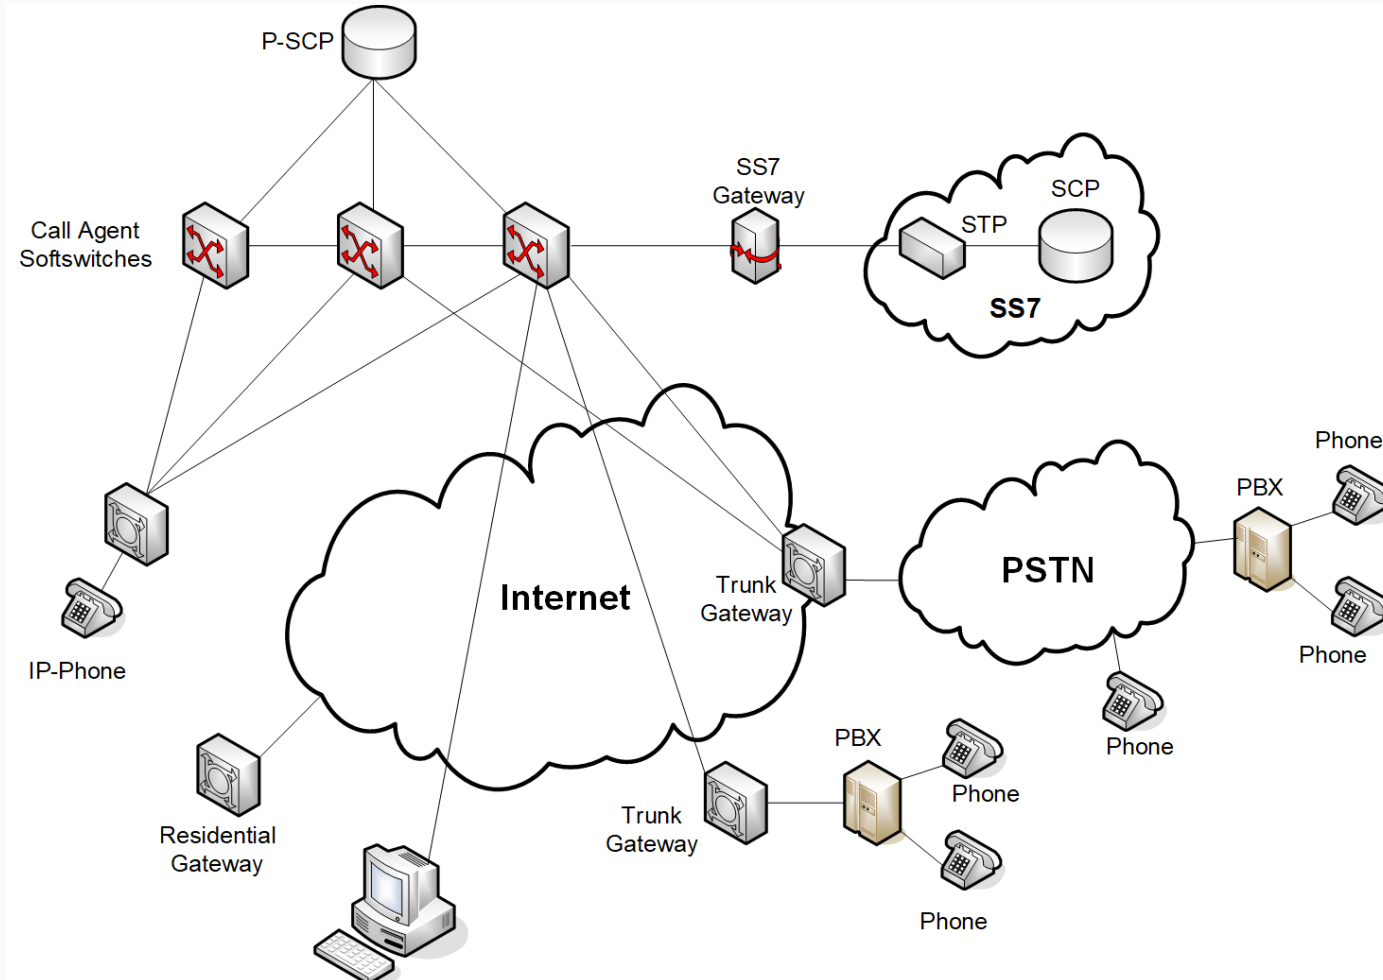 P-SCP
SS7
Gateway
SCP
STP
Call Agent
Softswitches
SS7
Phone
PBX
PSTN
Trunk
Gateway
Internet
Phone
IP-Phone
Phone
PBX
Phone
Trunk
Gateway
Residential
Gateway
Phone